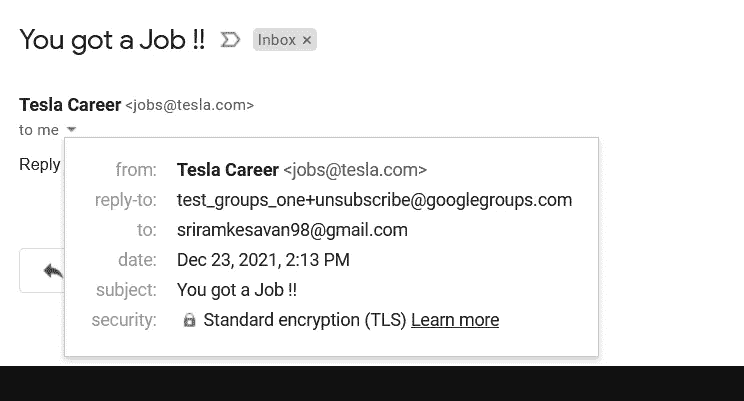 You got a Job !! Inbox ×
Tesla Career <jobs@tesla.com>
to me
Reply
from: Tesla Career <jobs@tesla.com>
reply-to: test_groups_one+unsubscribe@googlegroups.com
to: sriramkesavan98@gmail.com
date: Dec 23, 2021, 2:13 PM
subject: You got a Job !!
security: Standard encryption (TLS) Learn more